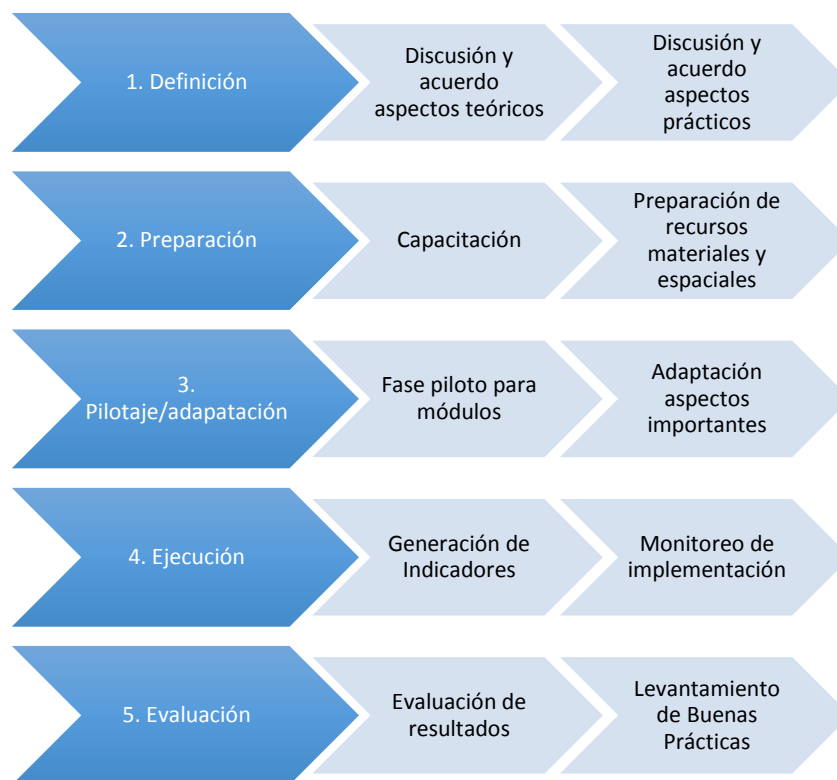 1. Definición
Discusión y
acuerdo
aspectos teóricos
Discusión y
acuerdo
aspectos
prácticos
2. Preparación
Capacitación
Preparación de
recursos
materiales y
espaciales
3.
Pilotaje/adapatación
Fase piloto para
módulos
Adaptación
aspectos
importantes
4. Ejecución
Generación de
Indicadores
Monitoreo de
implementación
5. Evaluación
Evaluación de
resultados
Levantamiento
de Buenas
Prácticas